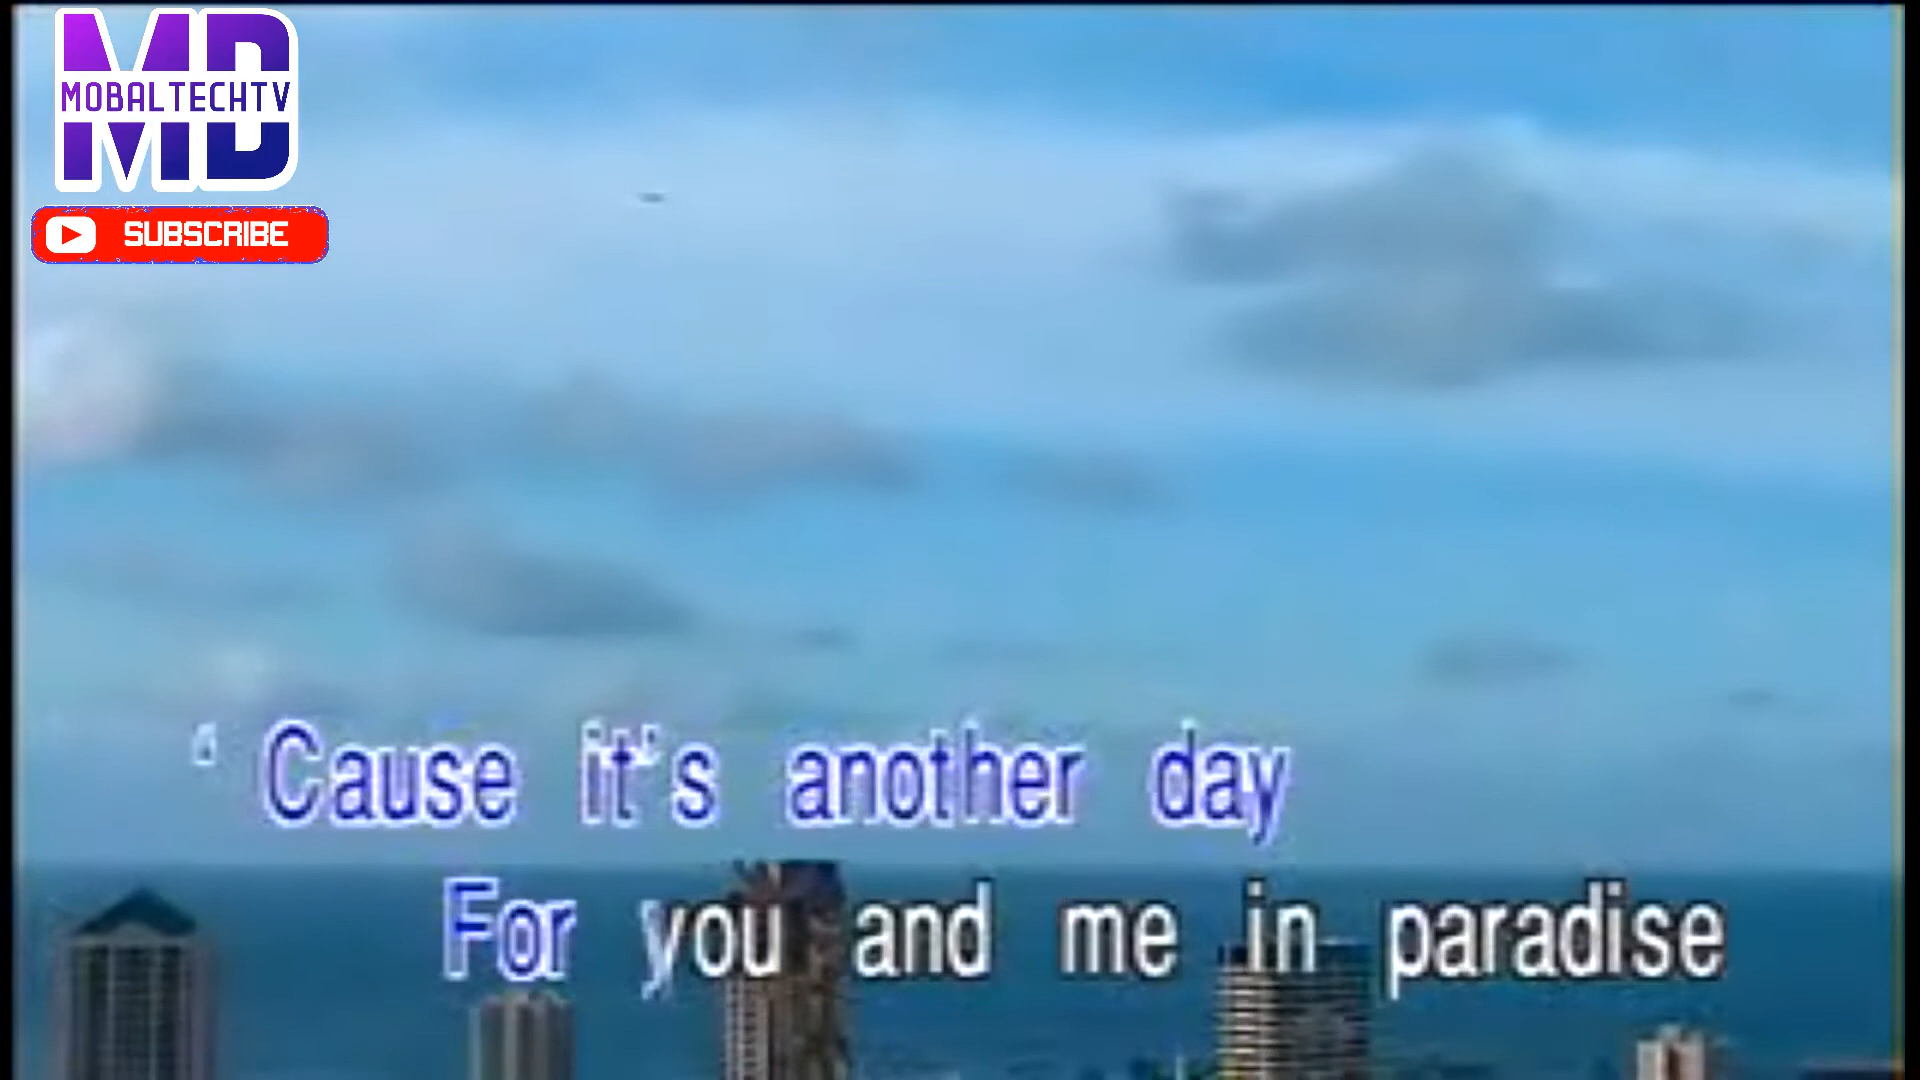 MOBALTECHTV
SUBSCRIBE
‘ Cause it's another day
For you and me in paradise